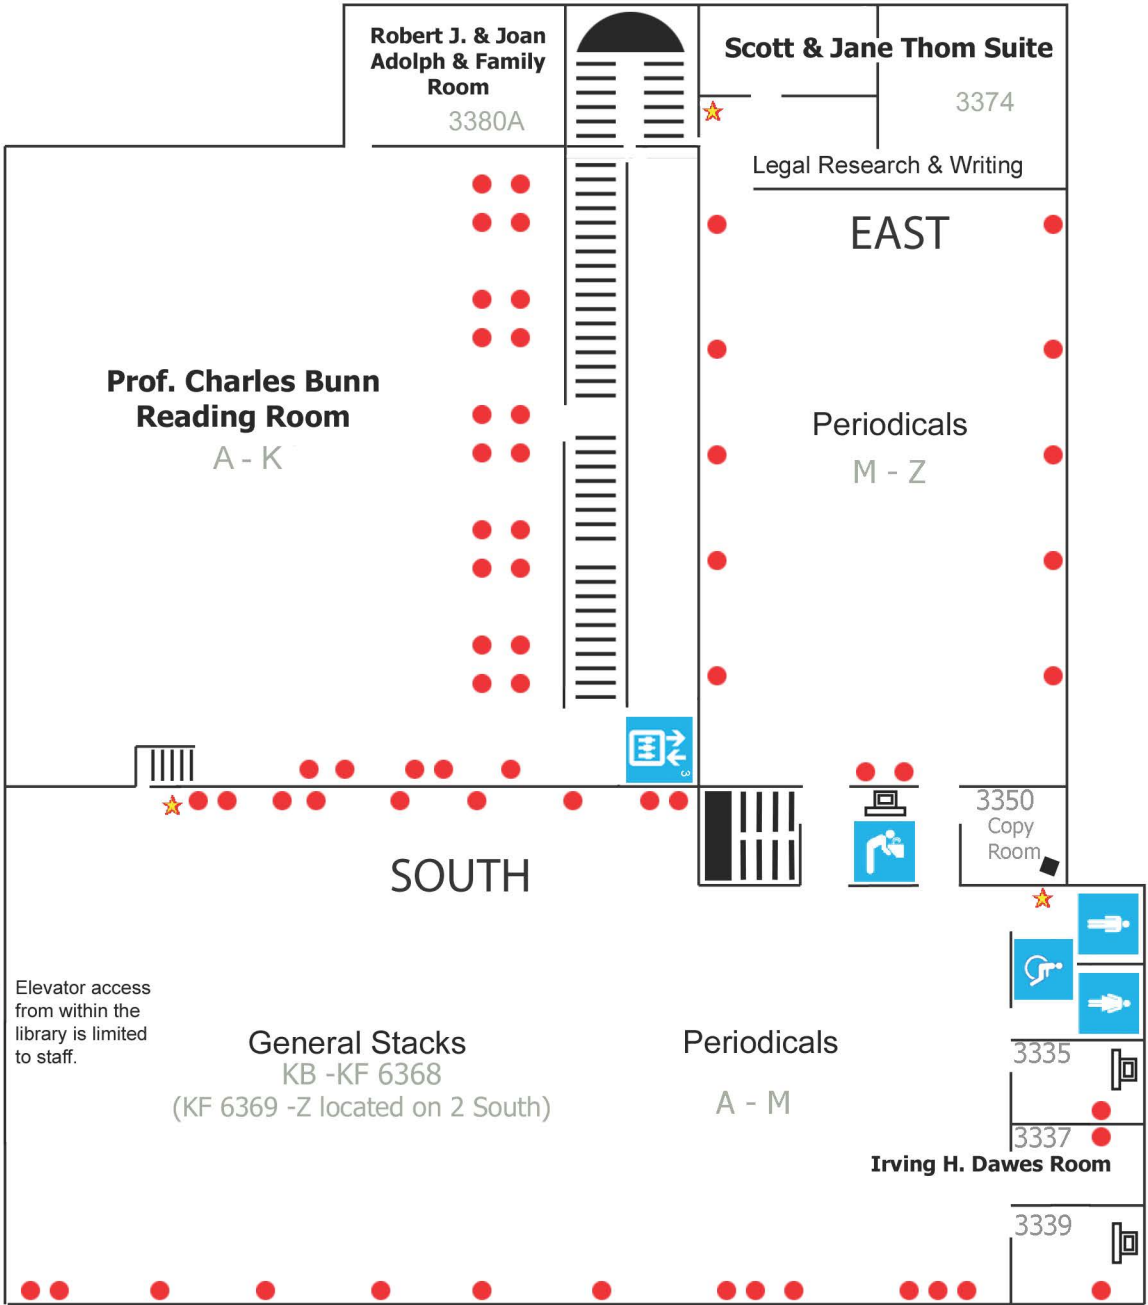 Robert J. & Joan
Adolph & Family
Room
3380A
Scott & Jane Thom Suite
3374
Legal Research & Writing
EAST
Prof. Charles Bunn
Reading Room
A - K
Periodicals
M - Z
3
3350
Copy
Room
SOUTH
Elevator access
from within the
library is limited
to staff.
General Stacks
KB -KF 6368
(KF 6369 -Z located on 2 South)
Periodicals
A - M
3335
3337
Irving H. Dawes Room
3339